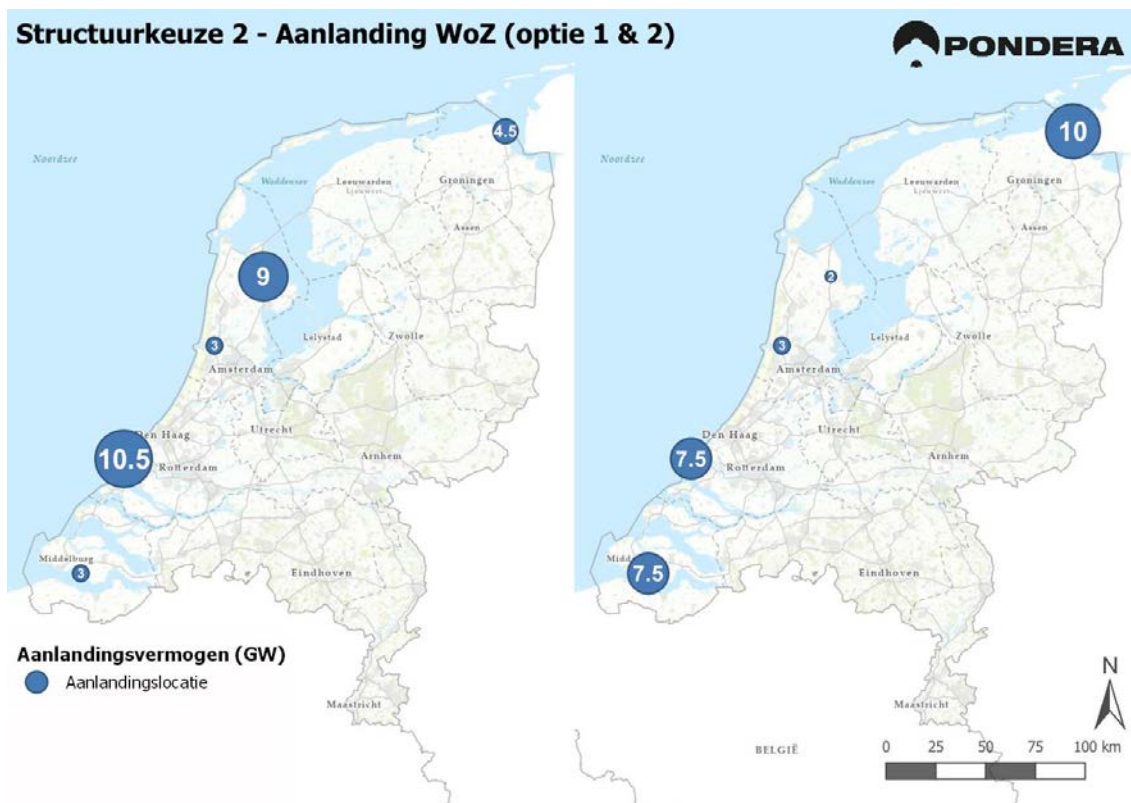 Structuurkeuze 2 - Aanlanding WoZ (optie 1 & 2)
PONDERA
4.5
Noordzee
Waddenzee
Leeuwarden
Groningen
Assen
9
3
Lelystad
Zwolle
Amsterdam
10.5
Den Haag
Utrecht
Rotterdam
Arnhem
Middelburg
3
Eindhoven
Maastricht
10
Noordzee
Waddenzee
Leeuwarden
Groningen
Assen
2
3
Lelystad
Zwolle
Amsterdam
7.5
Den Haag
Utrecht
Rotterdam
Arnhem
7.5
Eindhoven
Maastricht
BELGIË
Aanlandingsvermogen (GW)
Aanlandingslocatie
N
0 25 50 75 100 km